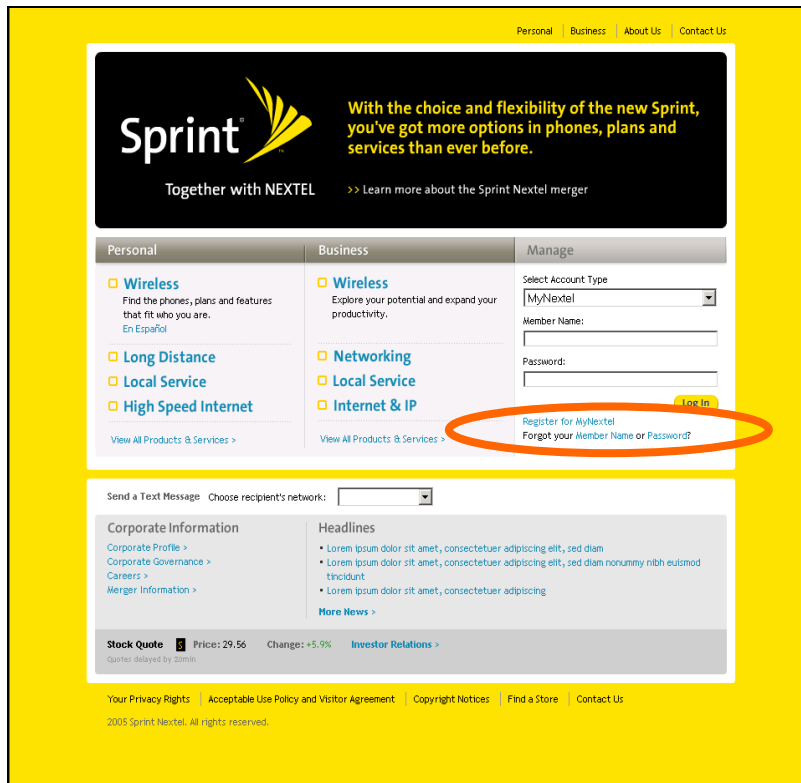 Personal Business About Us Contact Us
Sprint
Together with NEXTEL
With the choice and flexibility of the new Sprint,
you've got more options in phones, plans and
services than ever before.
>> Learn more about the Sprint Nextel merger
Personal
Wireless
Find the phones, plans and features
that fit who you are.
En Español
Long Distance
Local Service
High Speed Internet
View All Products & Services >
Business
Wireless
Explore your potential and expand your
productivity.
Networking
Local Service
Internet & IP
View All Products & Services >
Manage
Select Account Type
MyNextel
Member Name:
Password:
Log In
Register for MyNextel
Forgot your Member Name or Password?
Send a Text Message Choose recipient's network:
Corporate Information
Corporate Profile >
Corporate Governance >
Careers >
Merger Information >
Headlines
• Lorem ipsum dolor sit amet, consectetuer adipiscing elit, sed diam
• Lorem ipsum dolor sit amet, consectetuer adipiscing elit, sed diam nonummy nibh euismod
tincidunt
• Lorem ipsum dolor sit amet, consectetuer adipiscing
More News >
Stock Quote S Price: 29.56 Change: +5.9% Investor Relations >
Quotes delayed by 20min
Your Privacy Rights Acceptable Use Policy and Visitor Agreement Copyright Notices Find a Store Contact Us
2005 Sprint Nextel. All rights reserved.